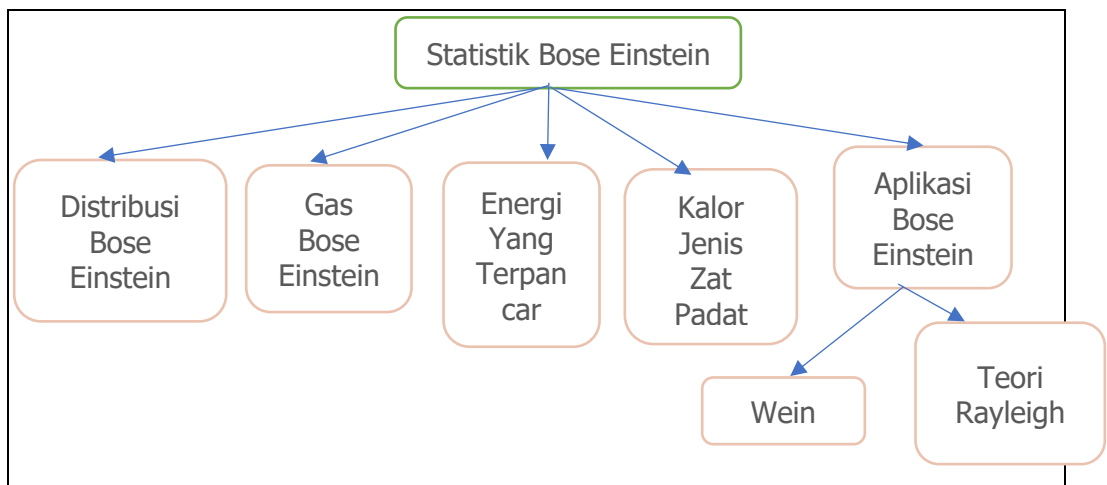 Statistik Bose Einstein
Distribusi
Bose
Einstein
Gas
Bose
Einstein
Energi
Yang
Terpan
car
Kalor
Jenis
Zat
Padat
Aplikasi
Bose
Einstein
Wein
Teori
Rayleigh